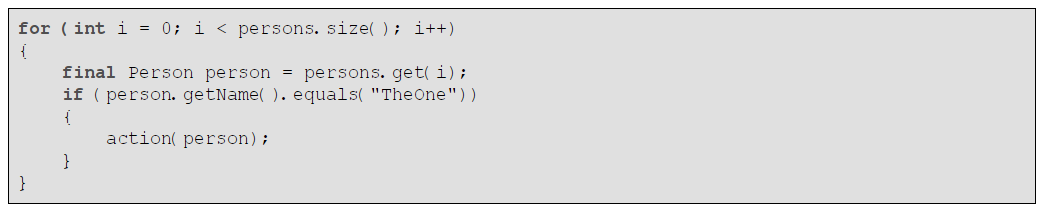 for (int i = 0; i < persons.size(); i++)
{
    final Person person = persons.get(i);
    if (person.getName().equals("TheOne"))
    {
        action(person);
    }
}